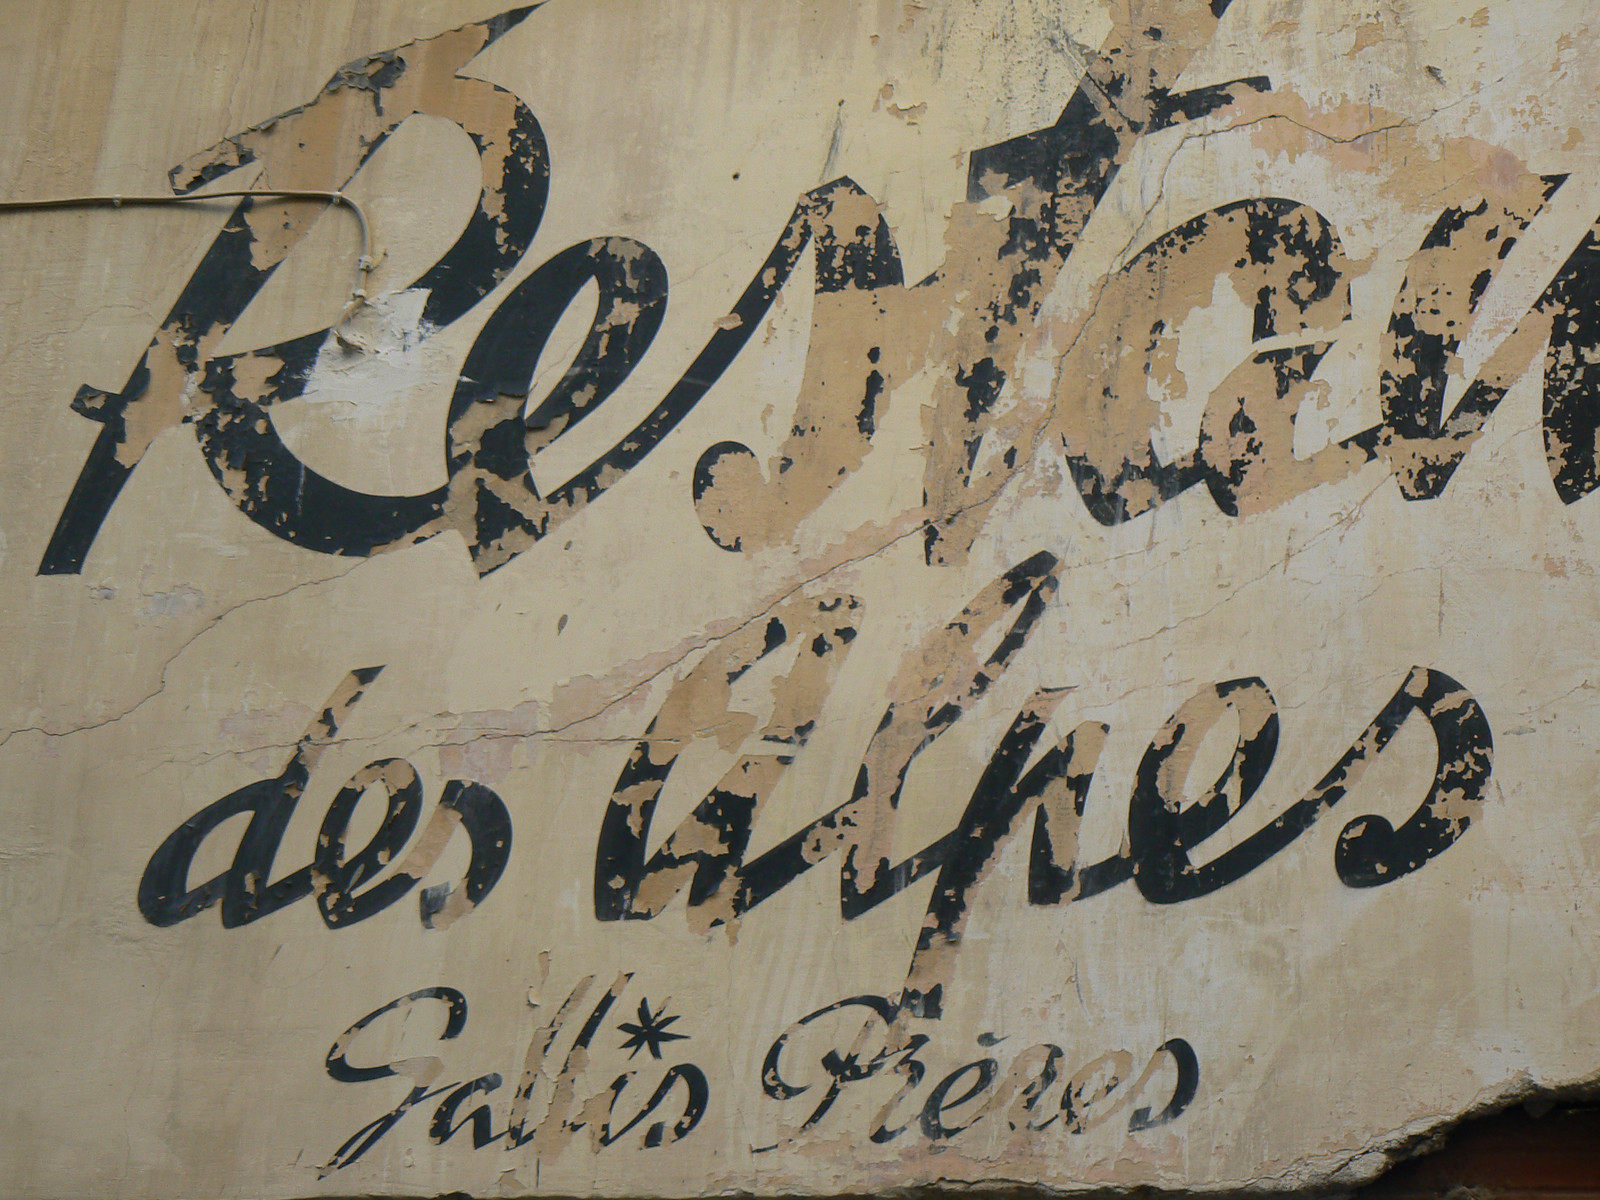 Restau
des Alpes
Gallis Frères